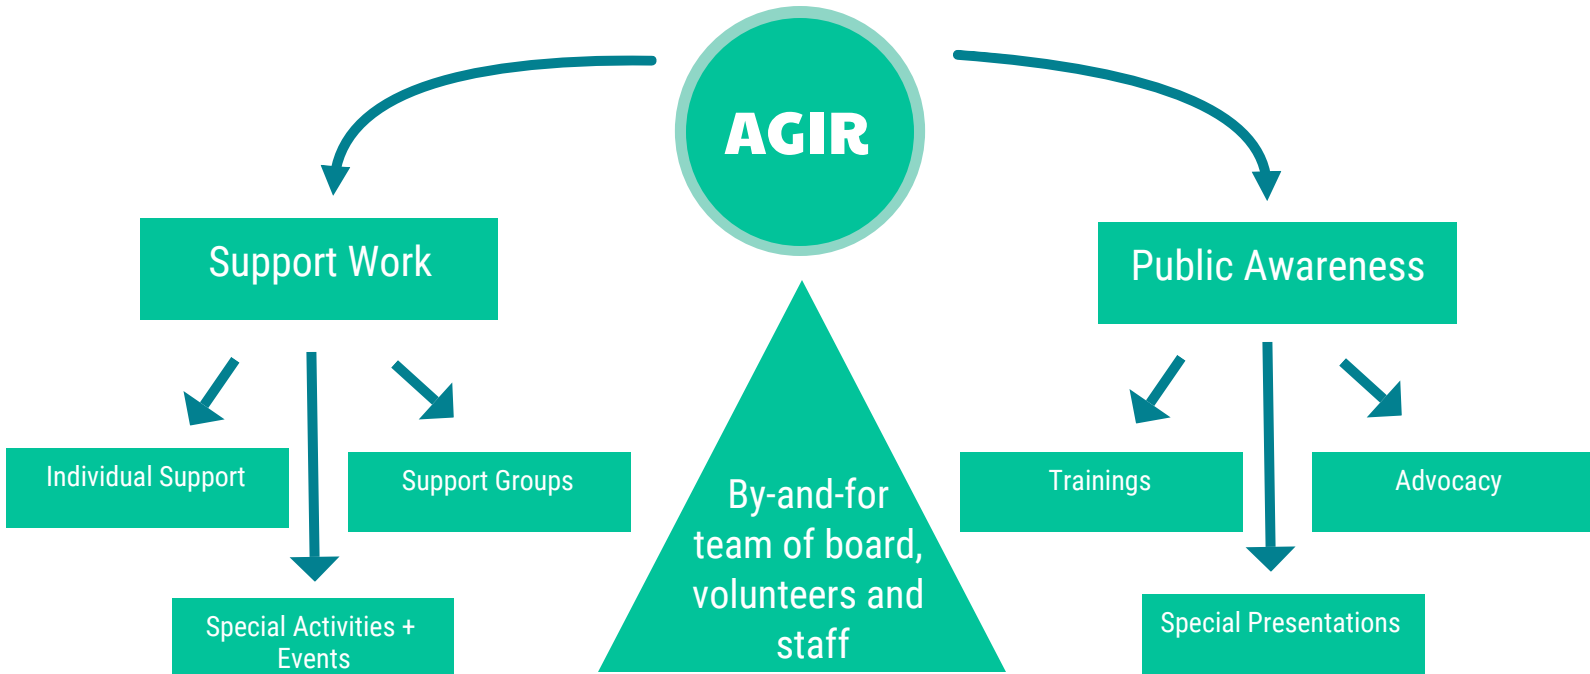 AGIR
Support Work
Public Awareness
Individual Support
Support Groups
Special Activities +
Events
By-and-for
team of board,
volunteers and
staff
Trainings
Advocacy
Special Presentations